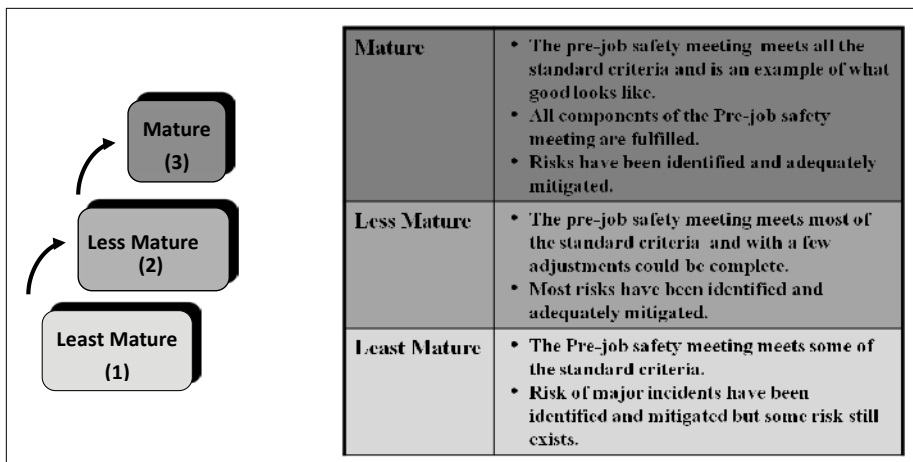 Mature
(3)
Less Mature
(2)
Least Mature
(1)
Mature
• The pre-job safety meeting meets all the
standard criteria and is an example of what
good looks like.
• All components of the Pre-job safety
meeting are fulfilled.
• Risks have been identified and adequately
mitigated.
Less Mature
• The pre-job safety meeting meets most of
the standard criteria and with a few
adjustments could be complete.
• Most risks have been identified and
adequately mitigated.
Least Mature
• The Pre-job safety meeting meets some of
the standard criteria.
• Risk of major incidents have been
identified and mitigated but some risk still
exists.